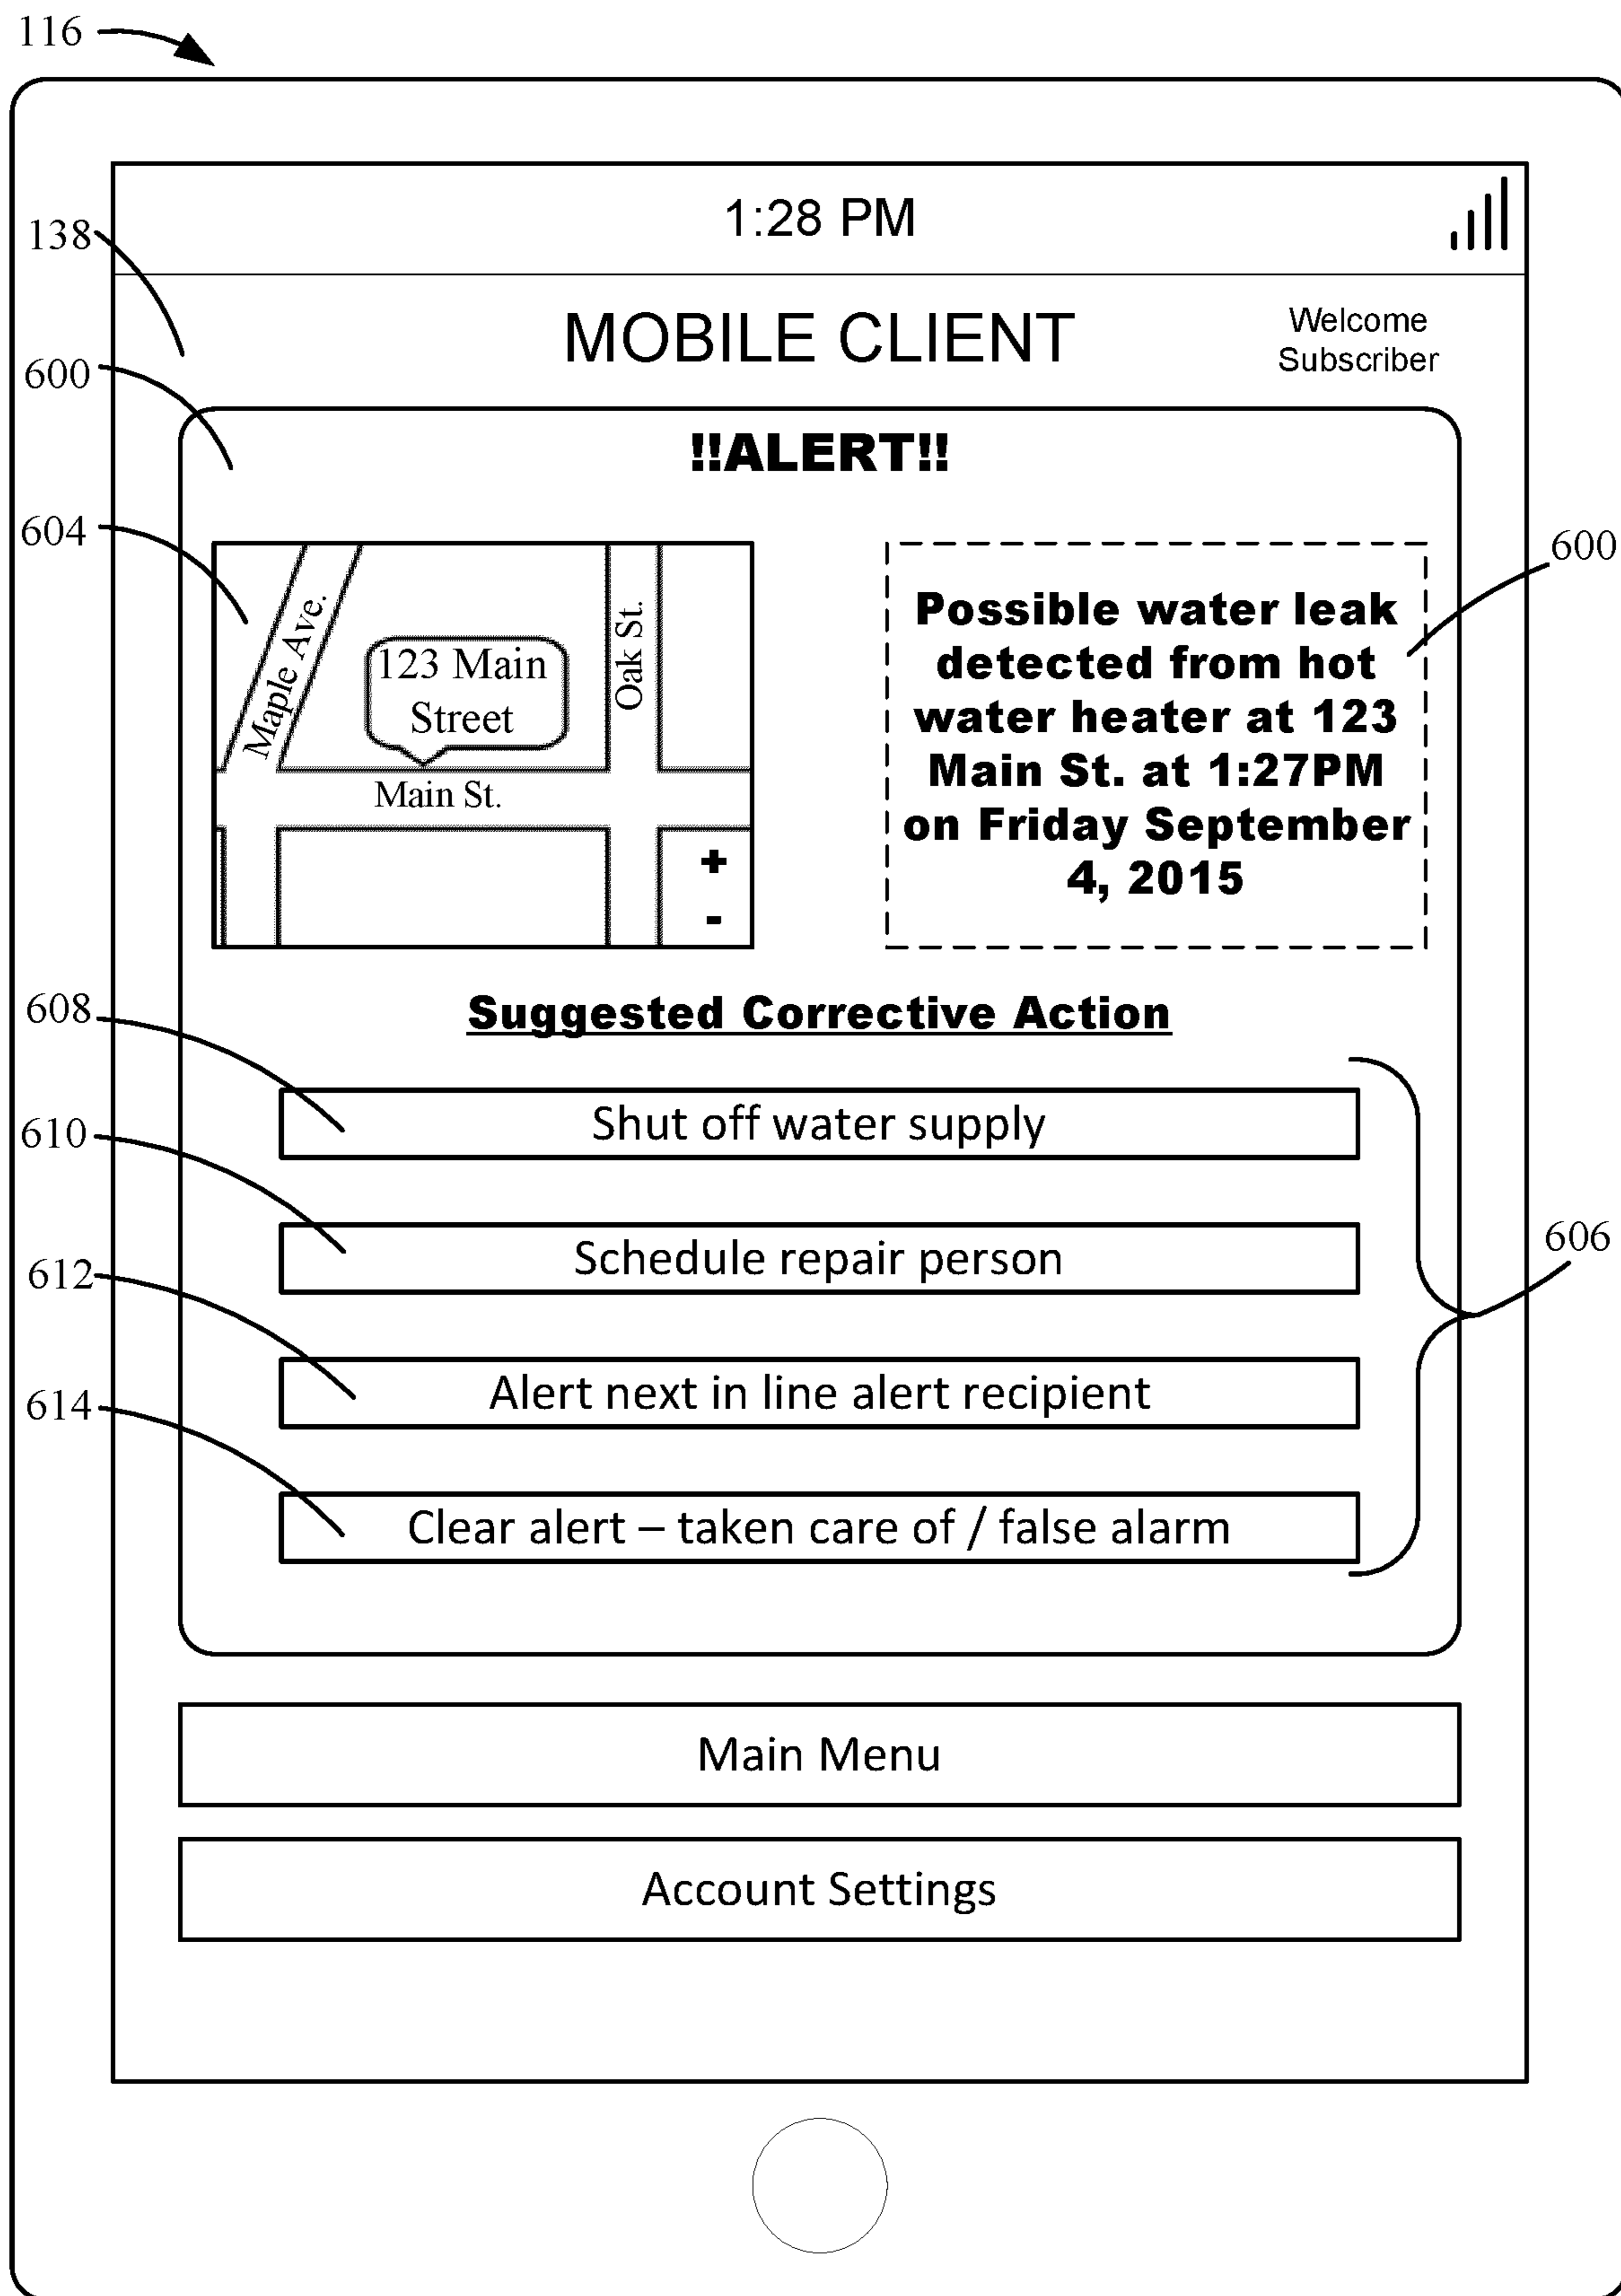 116
1:28 PM
138
MOBILE CLIENT
Welcome
Subscriber
600
!!ALERT!!
604
600
Maple Ave.
123 Main
Street
Oak St.
Main St.
+
-
Possible water leak
detected from hot
water heater at 123
Main St. at 1:27PM
on Friday September
4, 2015
608
Suggested Corrective Action
Shut off water supply
610
Schedule repair person
606
612
Alert next in line alert recipient
614
Clear alert – taken care of / false alarm
Main Menu
Account Settings